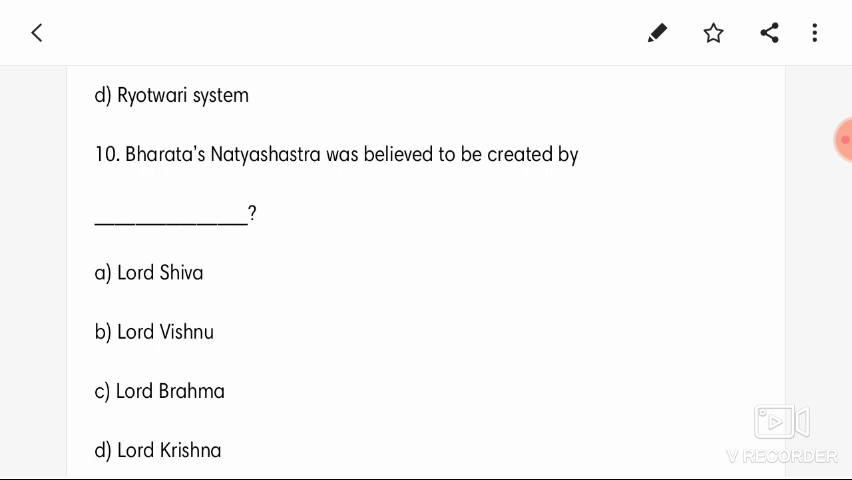 d) Ryotwari system
10. Bharata's Natyashastra was believed to be created by
_______________?
a) Lord Shiva
b) Lord Vishnu
c) Lord Brahma
d) Lord Krishna
V RECORDER